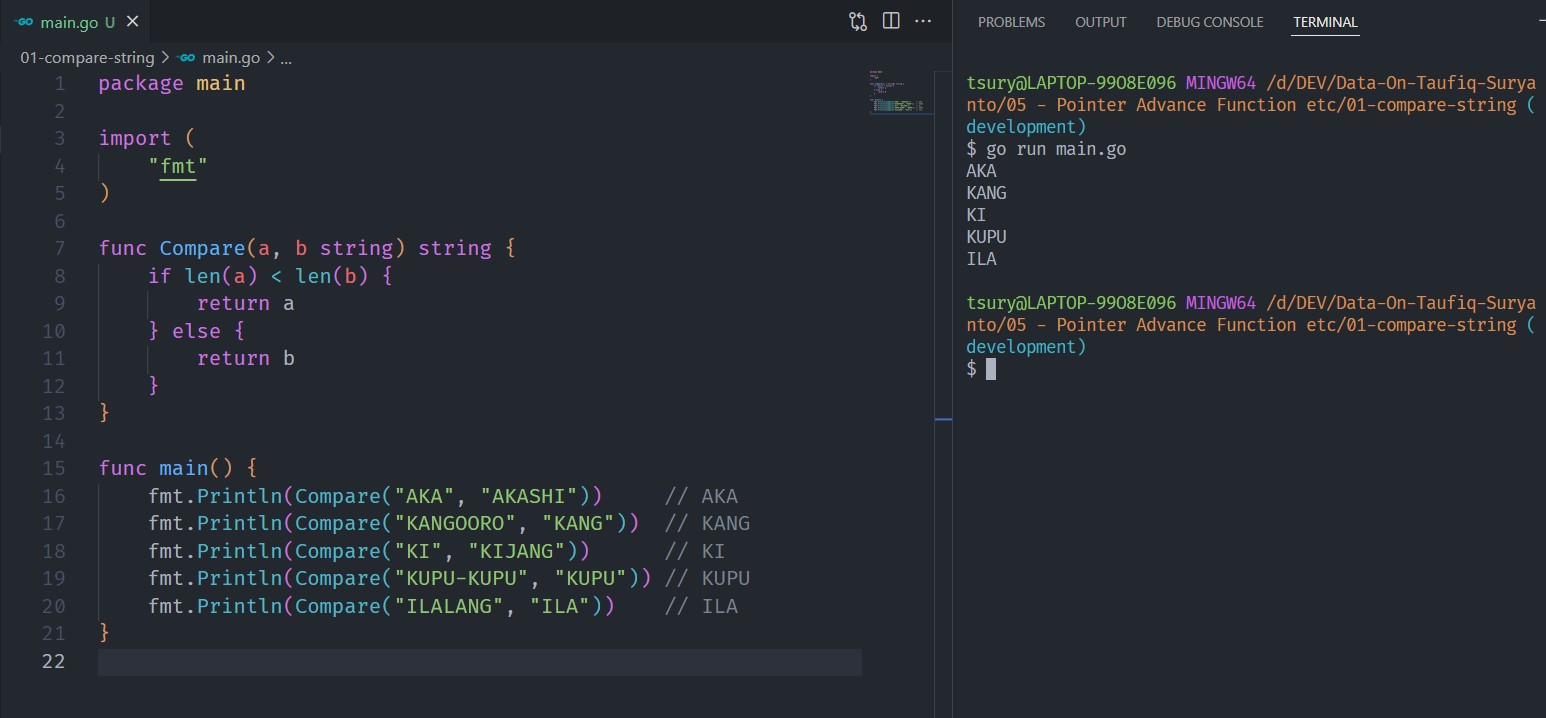 GO main.go U ×
01-compare-string > GO main.go > ...
1 package main
2
3 import (
4     "fmt"
5 )
6
7 func Compare(a, b string) string {
8     if len(a) < len(b) {
9         return a
10     } else {
11         return b
12     }
13 }
14
15 func main() {
16     fmt.Println(Compare("AKA", "AKASHI"))     // AKA
17     fmt.Println(Compare("KANGOORO", "KANG"))  // KANG
18     fmt.Println(Compare("KI", "KIJANG"))      // KI
19     fmt.Println(Compare("KUPU-KUPU", "KUPU")) // KUPU
20     fmt.Println(Compare("ILALANG", "ILA"))    // ILA
21 }
22
PROBLEMS OUTPUT DEBUG CONSOLE TERMINAL
tsury@LAPTOP-99O8E096 MINGW64 /d/DEV/Data-On-Taufiq-Surya
nto/05 - Pointer Advance Function etc/01-compare-string (
development)
$ go run main.go
AKA
KANG
KI
KUPU
ILA
tsury@LAPTOP-99O8E096 MINGW64 /d/DEV/Data-On-Taufiq-Surya
nto/05 - Pointer Advance Function etc/01-compare-string (
development)
$